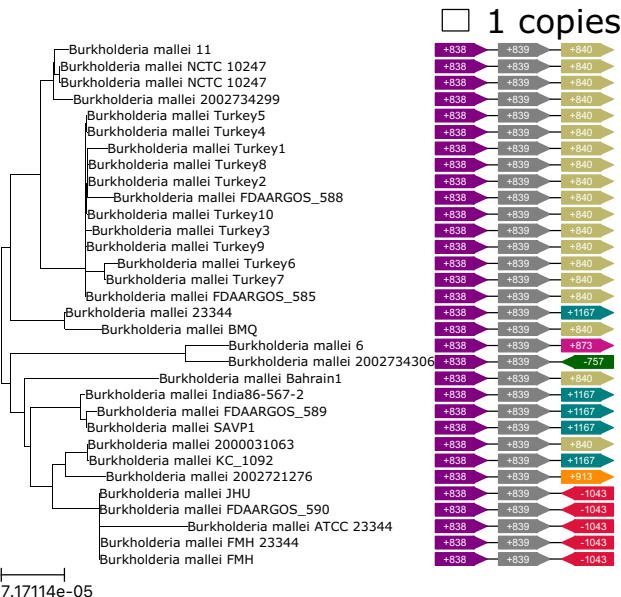 1 copies
Burkholderia mallei 11 +838 +839 +840
Burkholderia mallei NCTC 10247 +838 +839 +840
Burkholderia mallei NCTC 10247 +838 +839 +840
Burkholderia mallei 2002734299 +838 +839 +840
Burkholderia mallei Turkey5 +838 +839 +840
Burkholderia mallei Turkey4 +838 +839 +840
Burkholderia mallei Turkey1 +838 +839 +840
Burkholderia mallei Turkey8 +838 +839 +840
Burkholderia mallei Turkey2 +838 +839 +840
Burkholderia mallei FDAARGOS_588 +838 +839 +840
Burkholderia mallei Turkey10 +838 +839 +840
Burkholderia mallei Turkey3 +838 +839 +840
Burkholderia mallei Turkey9 +838 +839 +840
Burkholderia mallei Turkey6 +838 +839 +840
Burkholderia mallei Turkey7 +838 +839 +840
Burkholderia mallei FDAARGOS_585 +838 +839 +840
Burkholderia mallei 23344 +838 +839 +1167
Burkholderia mallei BMQ +838 +839 +840
Burkholderia mallei 6 +838 +839 +873
Burkholderia mallei 2002734306 +838 +839 -757
Burkholderia mallei Bahrain1 +838 +839 +840
Burkholderia mallei India86-567-2 +838 +839 +1167
Burkholderia mallei FDAARGOS_589 +838 +839 +1167
Burkholderia mallei SAVP1 +838 +839 +1167
Burkholderia mallei 2000031063 +838 +839 +840
Burkholderia mallei KC_1092 +838 +839 +1167
Burkholderia mallei 2002721276 +838 +839 +913
Burkholderia mallei JHU +838 +839 -1043
Burkholderia mallei FDAARGOS_590 +838 +839 -1043
Burkholderia mallei ATCC 23344 +838 +839 -1043
Burkholderia mallei FMH 23344 +838 +839 -1043
Burkholderia mallei FMH +838 +839 -1043
7.17114e-05